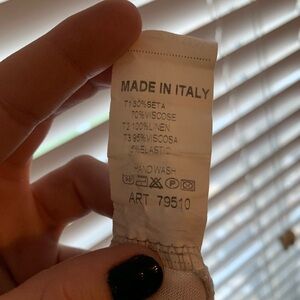 MADE IN ITALY
T1 30%SETA
70%VISCOSE
T2 100%LINEN
T3 95%VISCOSA
5%ELASTIC
HAND WASH
ART 79510